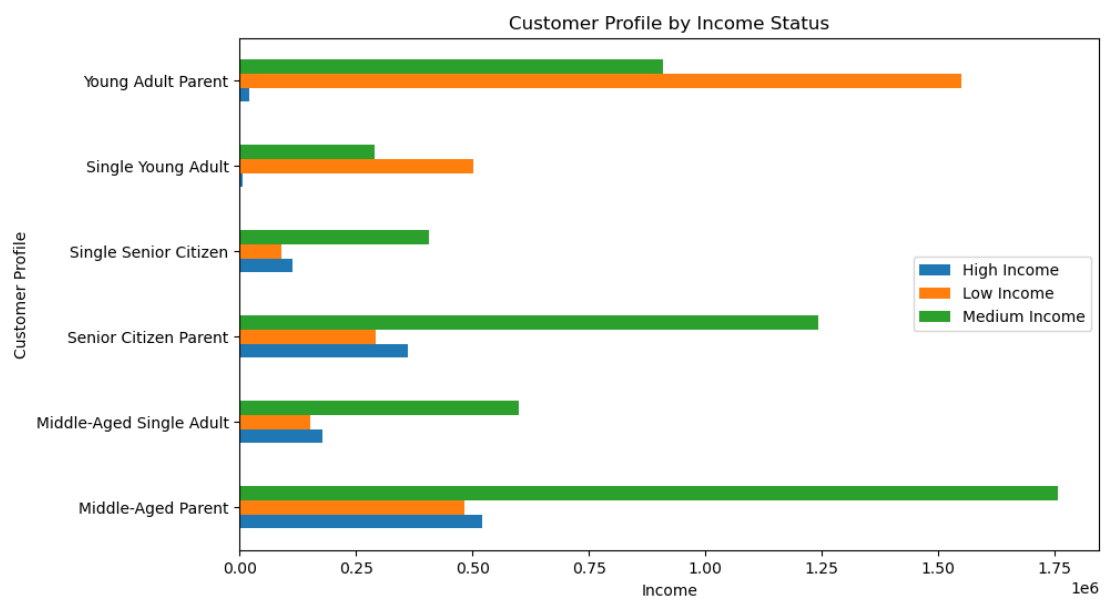 Customer Profile by Income Status
Customer Profile
Young Adult Parent
Single Young Adult
Single Senior Citizen
Senior Citizen Parent
Middle-Aged Single Adult
Middle-Aged Parent
High Income
Low Income
Medium Income
0.00 0.25 0.50 0.75 1.00 1.25 1.50 1.75
1e6
Income